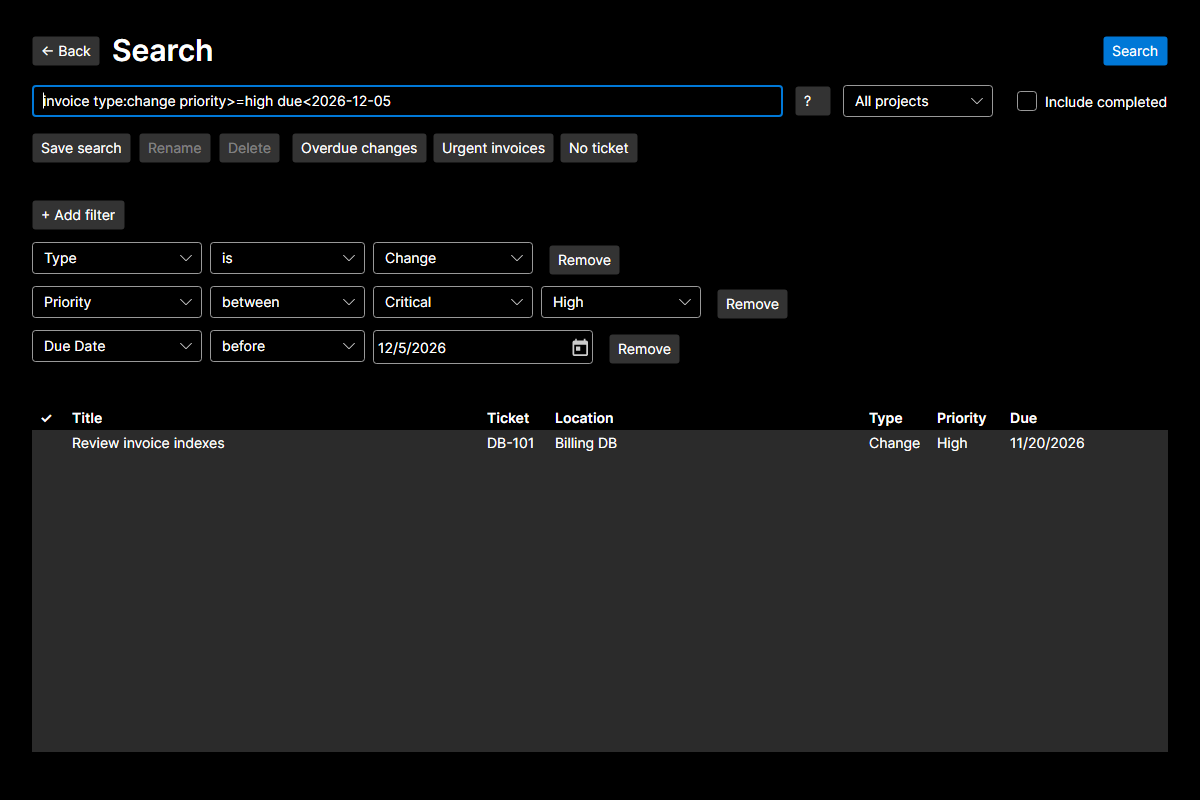 ← Back Search Search
invoice type:change priority>=high due<2026-12-05 ? All projects Include completed
Save search Rename Delete Overdue changes Urgent invoices No ticket
+ Add filter
Type is Change Remove
Priority between Critical High Remove
Due Date before 12/5/2026 Remove
✓ Title Ticket Location Type Priority Due
Review invoice indexes DB-101 Billing DB Change High 11/20/2026